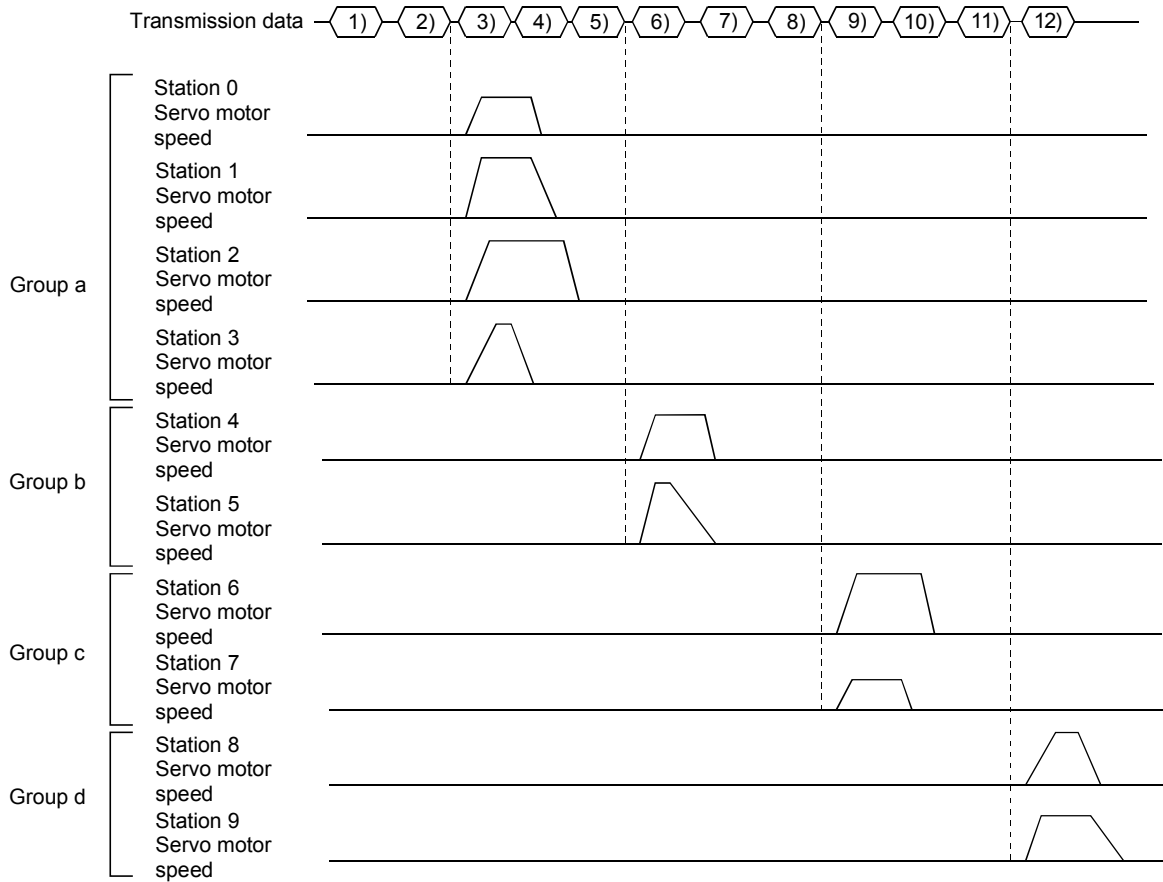 Transmission data 1) 2) 3) 4) 5) 6) 7) 8) 9) 10) 11) 12)
Group a
Station 0
Servo motor
speed
Station 1
Servo motor
speed
Station 2
Servo motor
speed
Station 3
Servo motor
speed
Group b
Station 4
Servo motor
speed
Station 5
Servo motor
speed
Group c
Station 6
Servo motor
speed
Station 7
Servo motor
speed
Group d
Station 8
Servo motor
speed
Station 9
Servo motor
speed